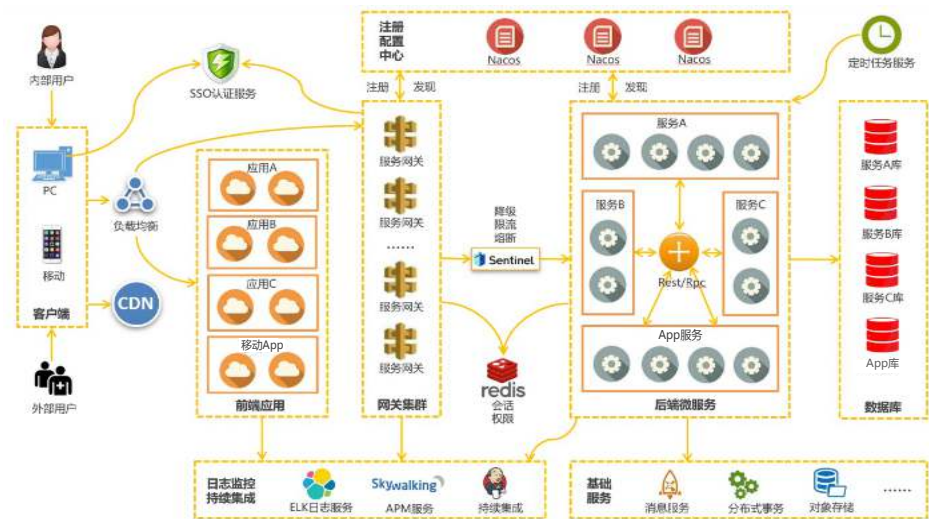 注册
配置
中心
Nacos
Nacos
Nacos
定时任务服务
内部用户
SSO认证服务
注册
发现
注册
发现
PC
移动
客户端
外部用户
负载均衡
CDN
应用A
应用B
应用C
移动App
前端应用
服务网关
服务网关
......
服务网关
服务网关
网关集群
降级
限流
熔断
Sentinel
redis
会话
权限
服务A
服务B
服务C
Rest/Rpc
App服务
后端微服务
服务A库
服务B库
服务C库
App库
数据库
日志监控
持续集成
ELK日志服务
Skywalking
APM服务
持续集成
基础
服务
消息服务
分布式事务
对象存储
......